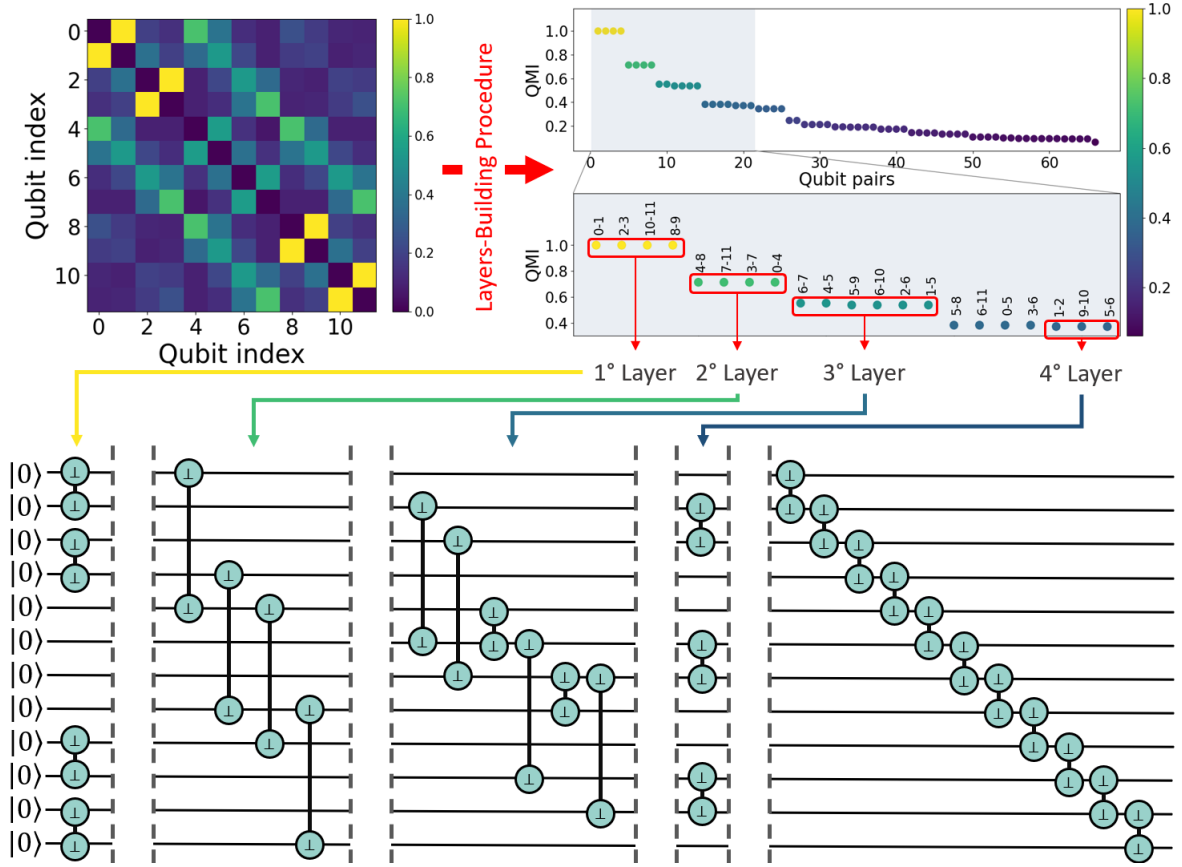 Qubit index
0
2
4
6
8
10
0 2 4 6 8 10
Qubit index
1.0
0.8
0.6
0.4
0.2
0.0
Layers-Building Procedure
QMI
1.0
0.8
0.6
0.4
0.2
0 10 20 30 40 50 60
Qubit pairs
1.0
0.8
0.6
0.4
0.2
QMI
1.0
0.8
0.6
0.4
0-1 2-3 10-11 8-9
4-8 7-11 3-7 0-4
6-7 4-5 5-9 6-10 2-6 1-5
5-8 6-11 0-5 3-6 1-2 9-10 5-6
1° Layer 2° Layer 3° Layer 4° Layer
|0⟩ ⊥ ⊥ ⊥
|0⟩ ⊥ ⊥ ⊥ ⊥ ⊥
|0⟩ ⊥ ⊥ ⊥ ⊥ ⊥
|0⟩ ⊥ ⊥ ⊥ ⊥
|0⟩ ⊥ ⊥ ⊥ ⊥ ⊥
|0⟩ ⊥ ⊥ ⊥ ⊥ ⊥ ⊥
|0⟩ ⊥ ⊥ ⊥ ⊥ ⊥ ⊥
|0⟩ ⊥ ⊥ ⊥ ⊥ ⊥
|0⟩ ⊥ ⊥ ⊥ ⊥
|0⟩ ⊥ ⊥ ⊥ ⊥ ⊥
|0⟩ ⊥ ⊥ ⊥ ⊥ ⊥
|0⟩ ⊥ ⊥ ⊥